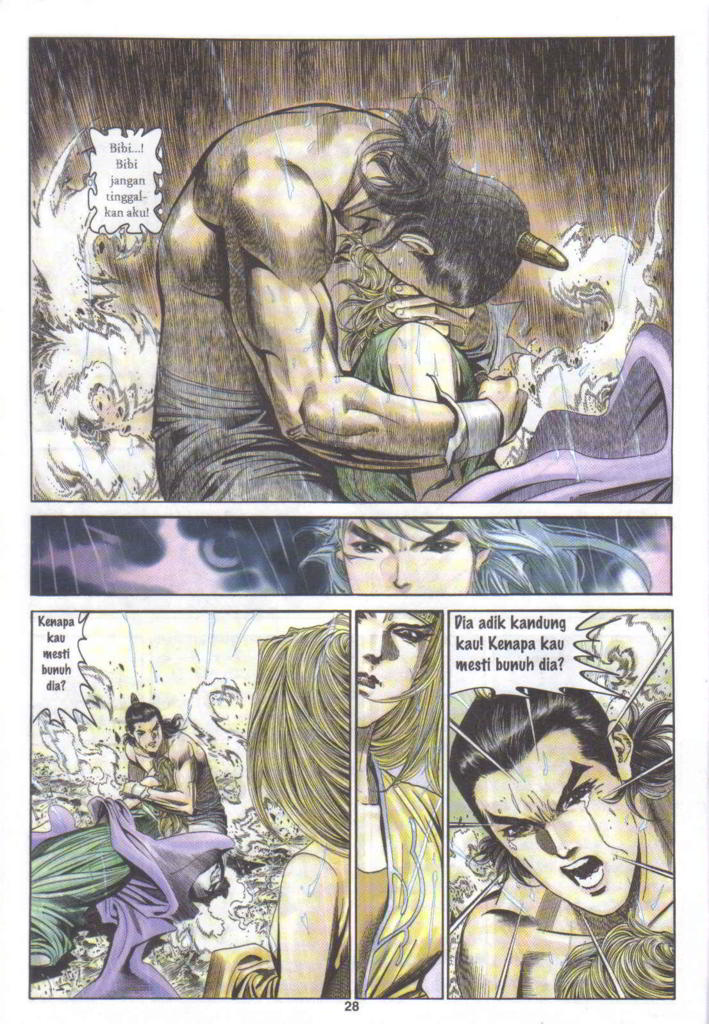 Bibi...!
Bibi
jangan
tinggal-
kan aku!
Kenapa
kau
mesti
bunuh
dia?
Dia adik kandung
kau! Kenapa kau
mesti bunuh dia?
28